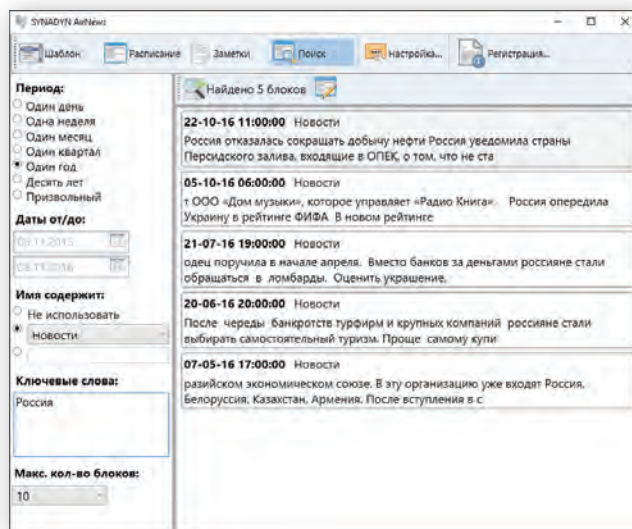 SYNADYN AirNews
Шаблон Расписание Заметки Поиск Настройка... Регистрация...
Период:
Один день
Одна неделя
Один месяц
Один квартал
Один год
Десять лет
Призвольный
Даты от/до:
Имя содержит:
Не использовать
Новости
Ключевые слова:
Россия
Макс. кол-во блоков:
10
Найдено 5 блоков
22-10-16 11:00:00 Новости
Россия отказалась сокращать добычу нефти Россия уведомила страны
Персидского залива, входящие в ОПЕК, о том, что не ста
05-10-16 06:00:00 Новости
т ООО «Дом музыки», которое управляет «Радио Книга». Россия опередила
Украину в рейтинге ФИФА В новом рейтинге
21-07-16 19:00:00 Новости
одец поручила в начале апреля. Вместо банков за деньгами россияне стали
обращаться в ломбарды. Оценить украшение,
20-06-16 20:00:00 Новости
После череды банкротств турфирм и крупных компаний россияне стали
выбирать самостоятельный туризм. Проще самому купи
07-05-16 17:00:00 Новости
разийском экономическом союзе. В эту организацию уже входят Россия,
Белоруссия, Казахстан, Армения. После вступления в с